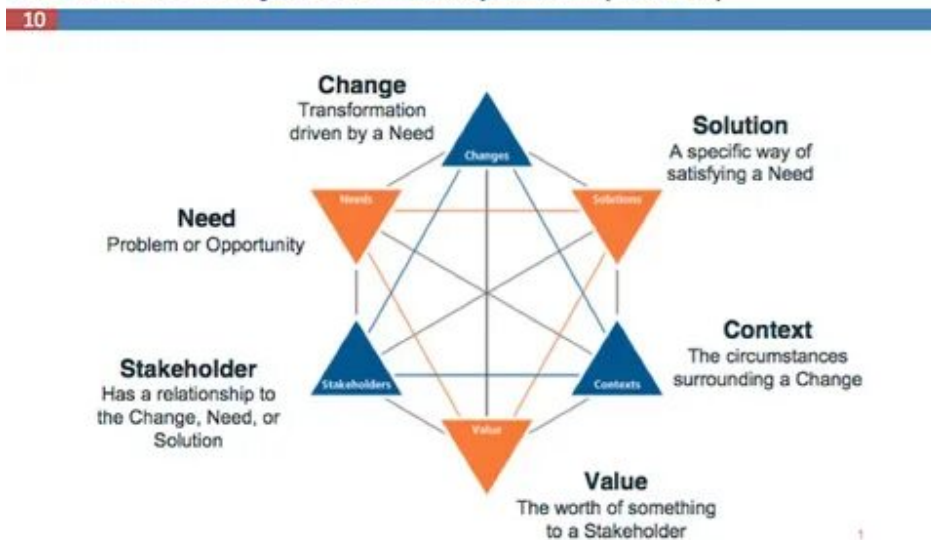 10
Change
Transformation
driven by a Need
Changes
Solution
A specific way of
satisfying a Need
Needs
Solutions
Need
Problem or Opportunity
Context
The circumstances
surrounding a Change
Stakeholder
Has a relationship to
the Change, Need, or
Solution
Stakeholders
Contexts
Value
Value
The worth of something
to a Stakeholder
1